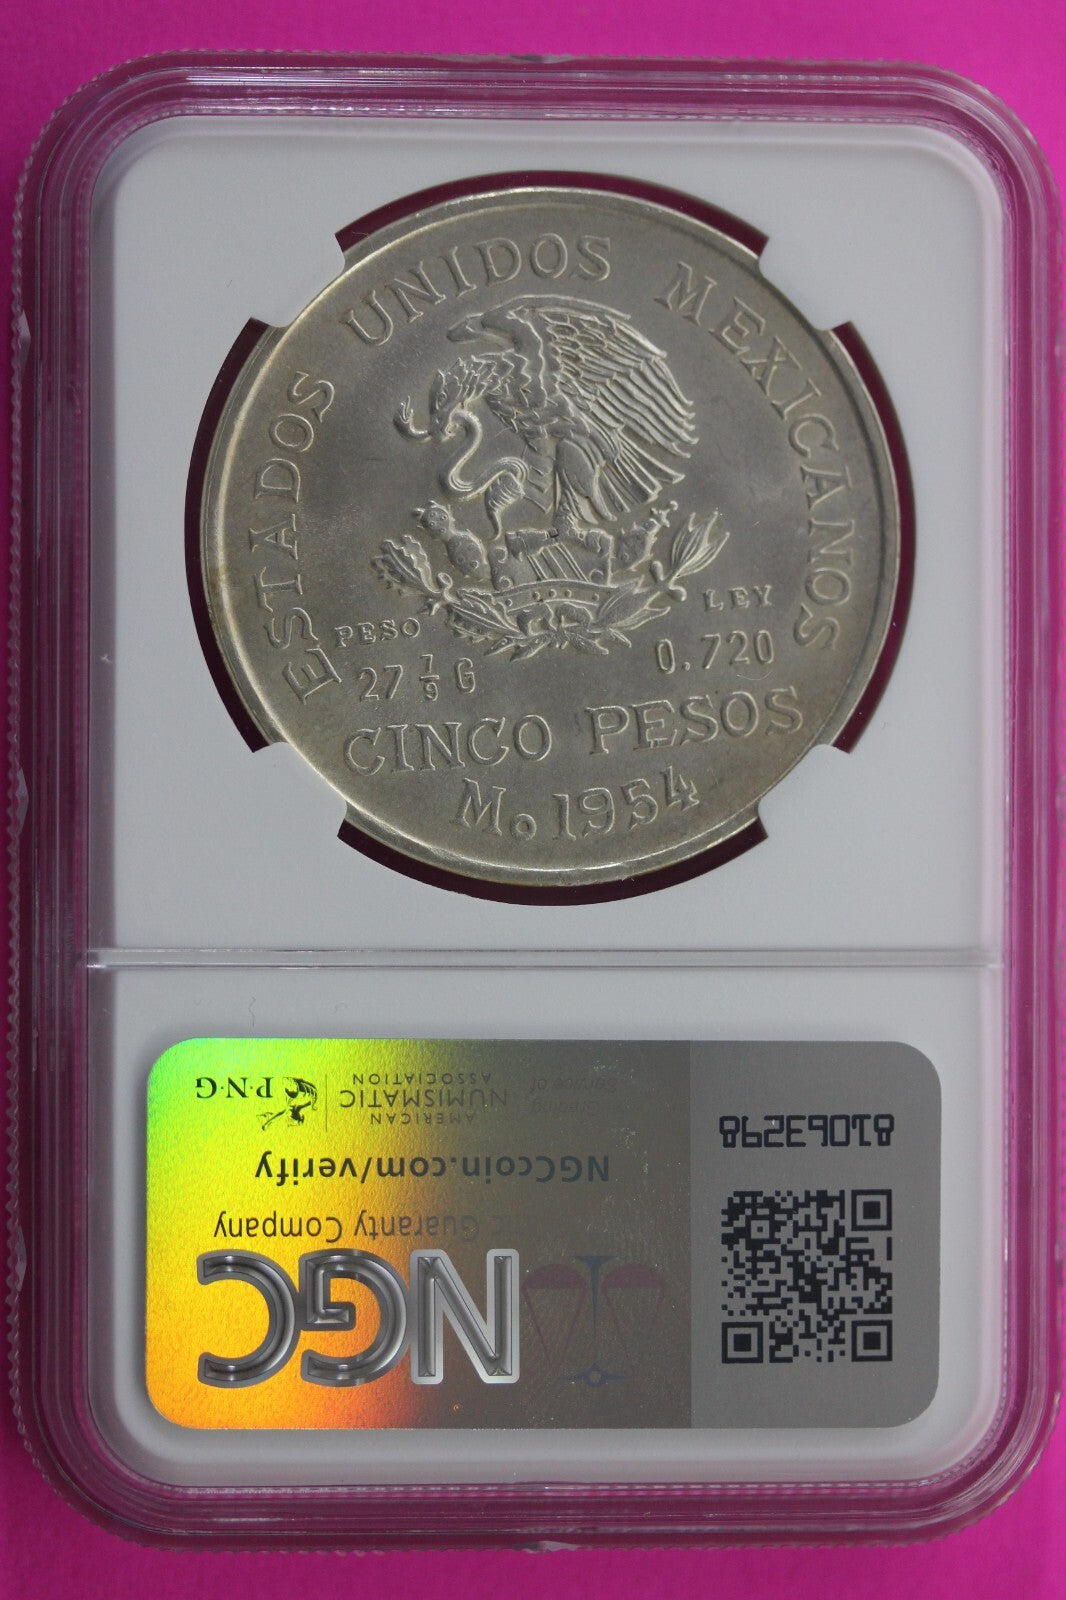 ESTADOS UNIDOS MEXICANOS
PESO
27 7/9 G
LEY
0.720
CINCO PESOS
Mo 1954
NGC
Guaranty Company
NGCcoin.com/verify
AMERICAN
NUMISMATIC
ASSOCIATION
P·N·G